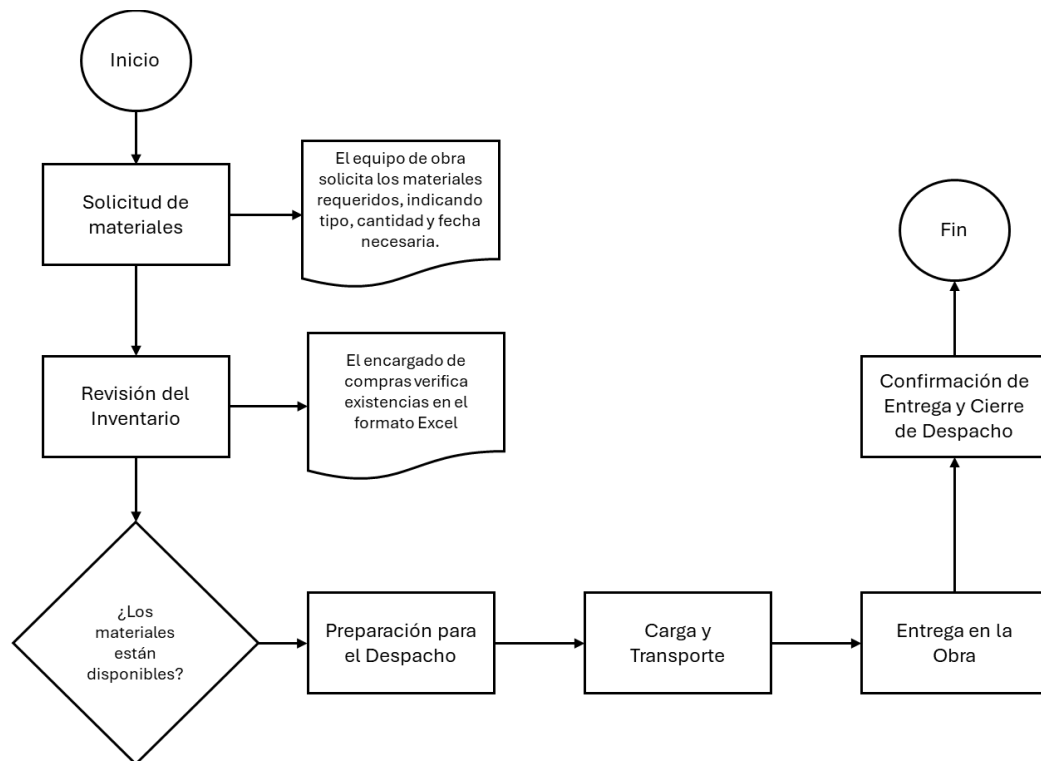 Inicio
Solicitud de
materiales
El equipo de obra
solicita los materiales
requeridos, indicando
tipo, cantidad y fecha
necesaria.
Revisión del
Inventario
El encargado de
compras verifica
existencias en el
formato Excel
¿Los
materiales
están
disponibles?
Preparación para
el Despacho
Carga y
Transporte
Entrega en la
Obra
Confirmación de
Entrega y Cierre
de Despacho
Fin